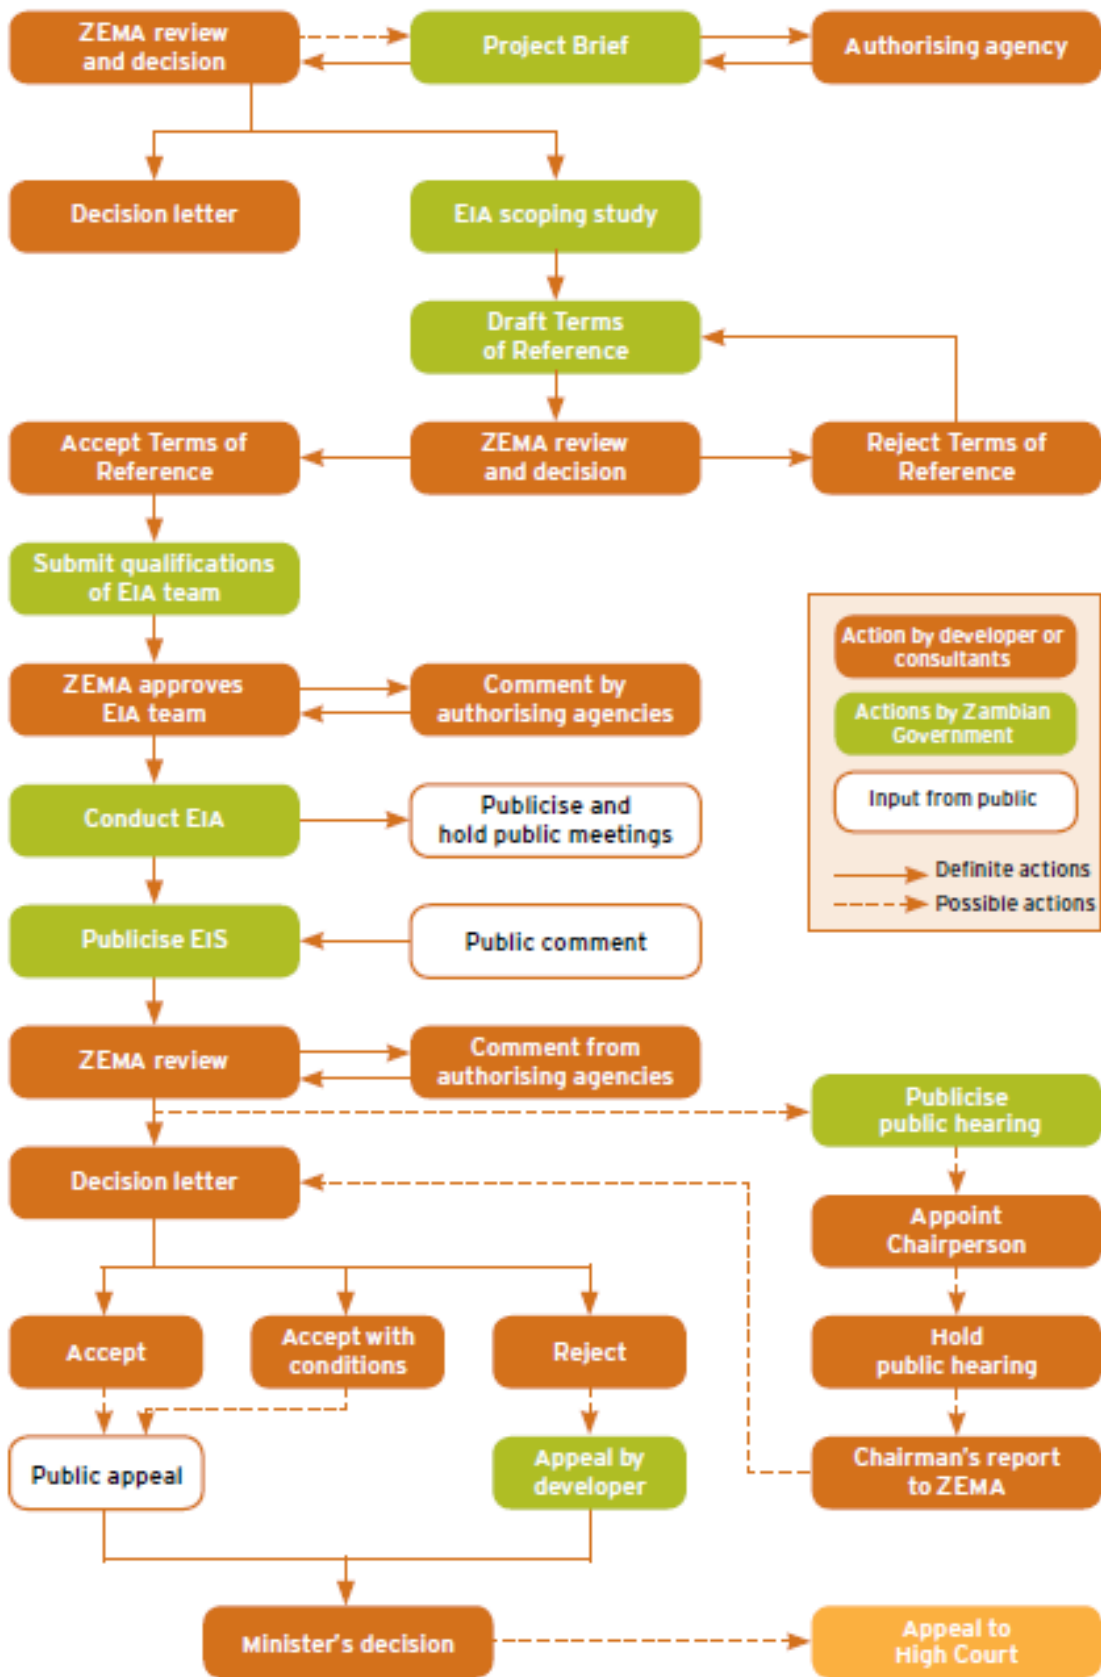 ZEMA review
and decision
Project Brief
Authorising agency
Decision letter
EIA scoping study
Draft Terms
of Reference
Accept Terms of
Reference
ZEMA review
and decision
Reject Terms of
Reference
Submit qualifications
of EIA team
ZEMA approves
EIA team
Comment by
authorising agencies
Conduct EIA
Publicise and
hold public meetings
Publicise EIS
Public comment
ZEMA review
Comment from
authorising agencies
Action by developer or
consultants
Actions by Zambian
Government
Input from public
Definite actions
Possible actions
Publicise
public hearing
Decision letter
Appoint
Chairperson
Accept
Accept with
conditions
Reject
Hold
public hearing
Public appeal
Appeal by
developer
Chairman's report
to ZEMA
Minister's decision
Appeal to
High Court